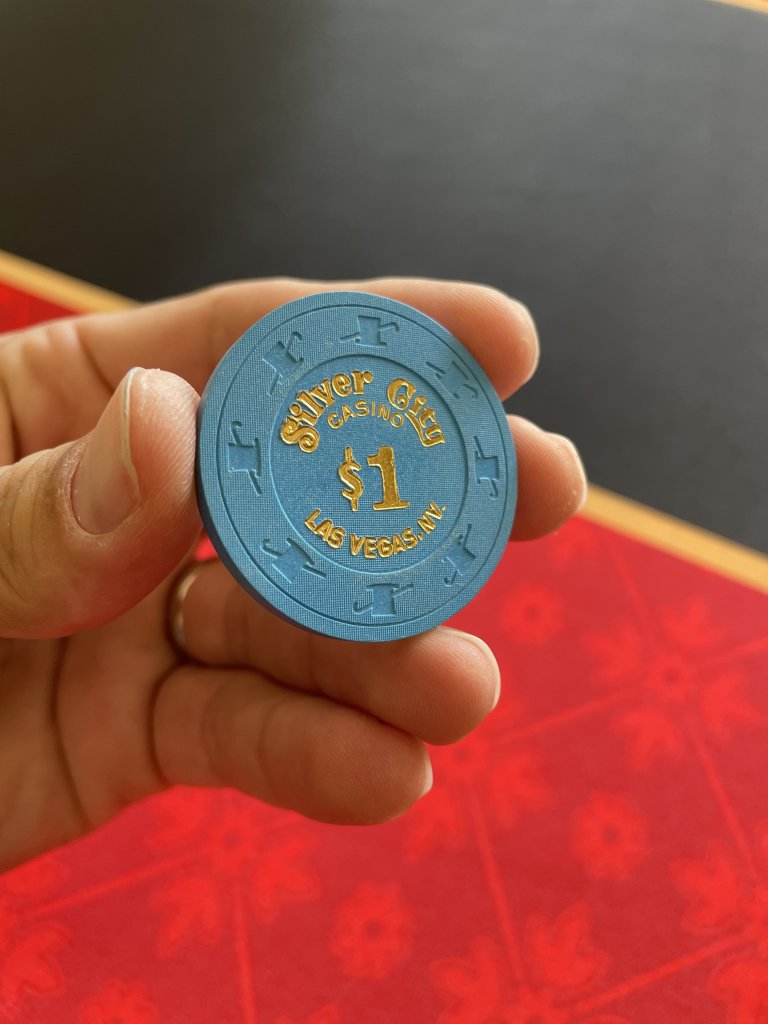 Silver City
CASINO
$1
LAS VEGAS, NV.